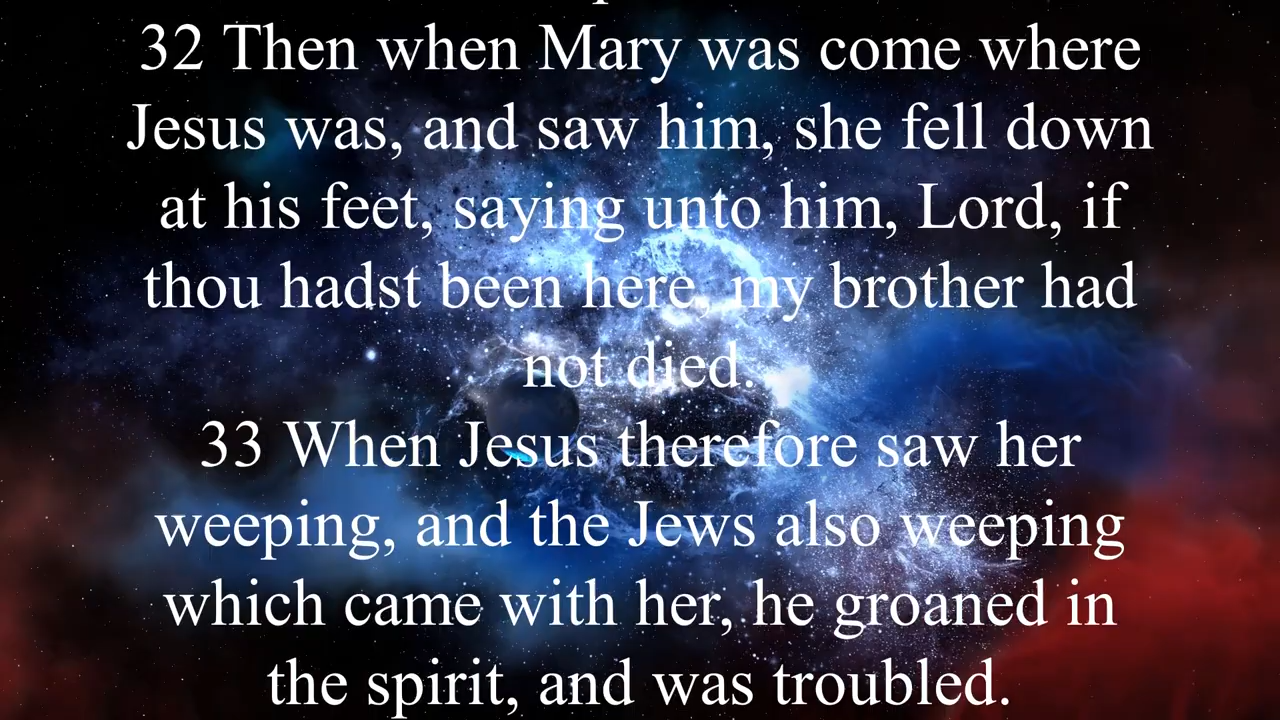 32 Then when Mary was come where
Jesus was, and saw him, she fell down
at his feet, saying unto him, Lord, if
thou hadst been here, my brother had
not died.
33 When Jesus therefore saw her
weeping, and the Jews also weeping
which came with her, he groaned in
the spirit, and was troubled.